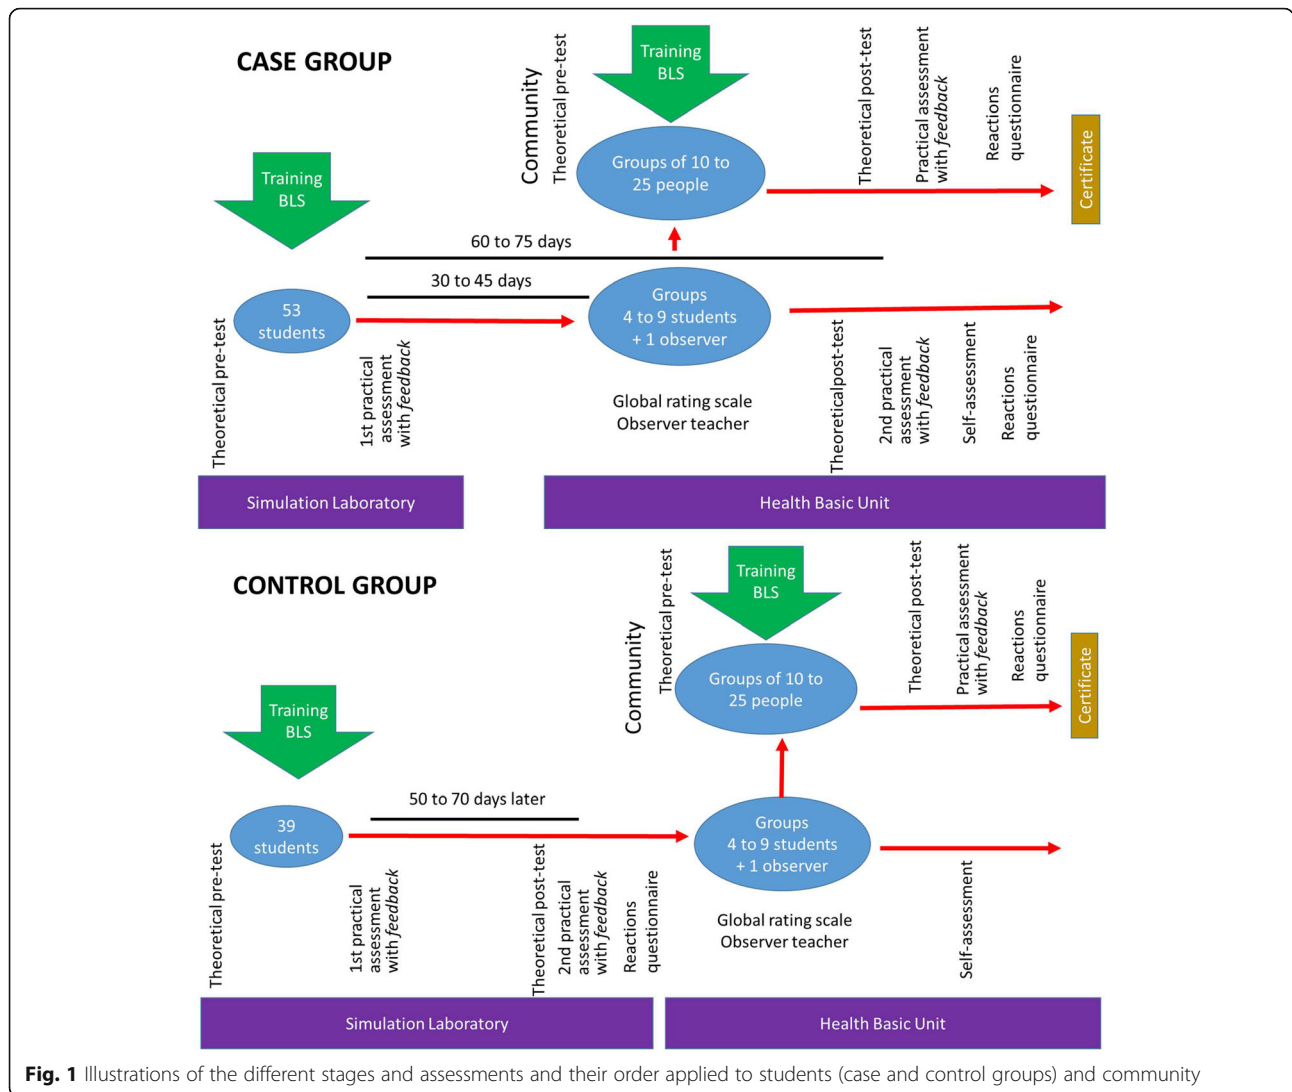 CASE GROUP
Training
BLS
Community
Theoretical pre-test
Training
BLS
Groups of 10 to
25 people
Theoretical post-test
Practical assessment
with feedback
Reactions
questionnaire
Certificate
60 to 75 days
30 to 45 days
Theoretical pre-test
53
students
1st practical
assessment
with feedback
Groups
4 to 9 students
+ 1 observer
Global rating scale
Observer teacher
Theoreticalpost-test
2nd practical
assessment
with feedback
Self-assessment
Reactions
questionnaire
Simulation Laboratory
Health Basic Unit
CONTROL GROUP
Training
BLS
Community
Theoretical pre-test
Training
BLS
Groups of 10 to
25 people
Theoretical post-test
Practical assessment
with feedback
Reactions
questionnaire
Certificate
50 to 70 days later
Theoretical pre-test
39
students
1st practical
assessment
with feedback
Theoretical post-test
2nd practical
assessment
with feedback
Reactions
questionnaire
Groups
4 to 9 students
+ 1 observer
Global rating scale
Observer teacher
Self-assessment
Simulation Laboratory
Health Basic Unit
Fig. 1 Illustrations of the different stages and assessments and their order applied to students (case and control groups) and community